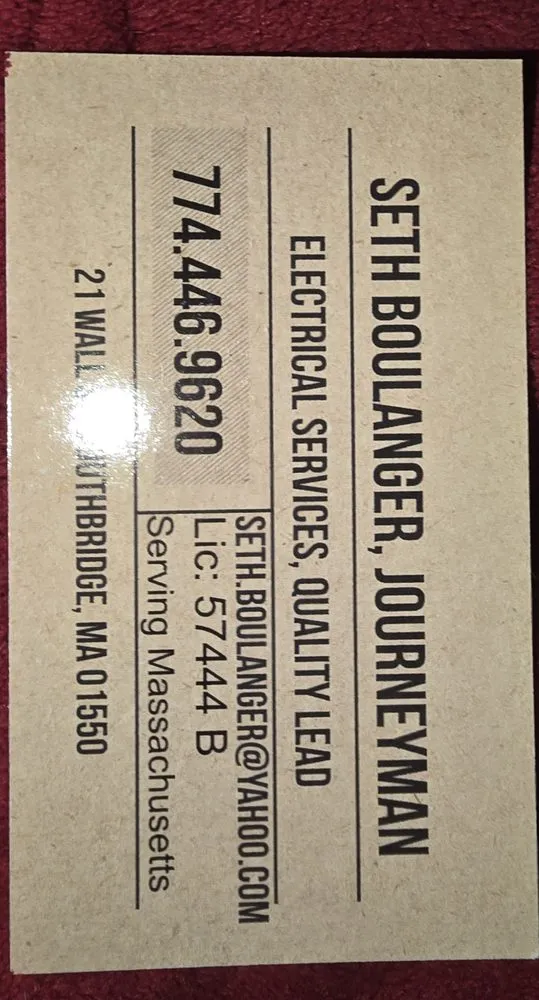 SETH BOULANGER, JOURNEYMAN
ELECTRICAL SERVICES, QUALITY LEAD
774.446.9620
SETH.BOULANGER@YAHOO.COM
Lic: 57444 B
Serving Massachusetts
21 WALL UTHBRIDGE, MA 01550